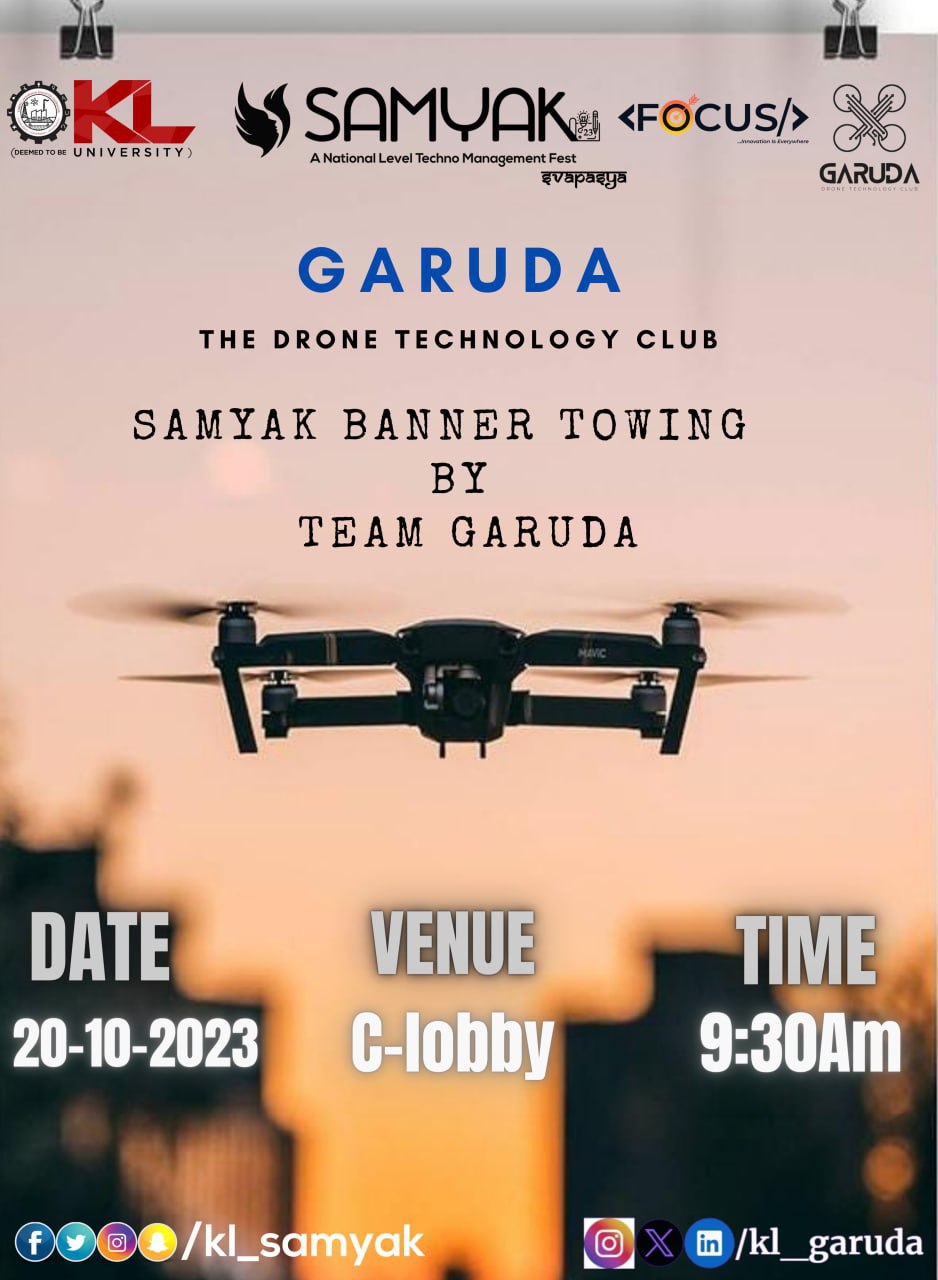 KL
(DEEMED TO BE UNIVERSITY)
SAMYAK
23
A National Level Techno Management Fest
svapasya
<FOCUS/>
...Innovation Is Everywhere
GARUDA
DRONE TECHNOLOGY CLUB
GARUDA
THE DRONE TECHNOLOGY CLUB
SAMYAK BANNER TOWING
BY
TEAM GARUDA
MAVIC
DATE
VENUE
TIME
20-10-2023
C-lobby
9:30Am
/kl_samyak
/kl__garuda